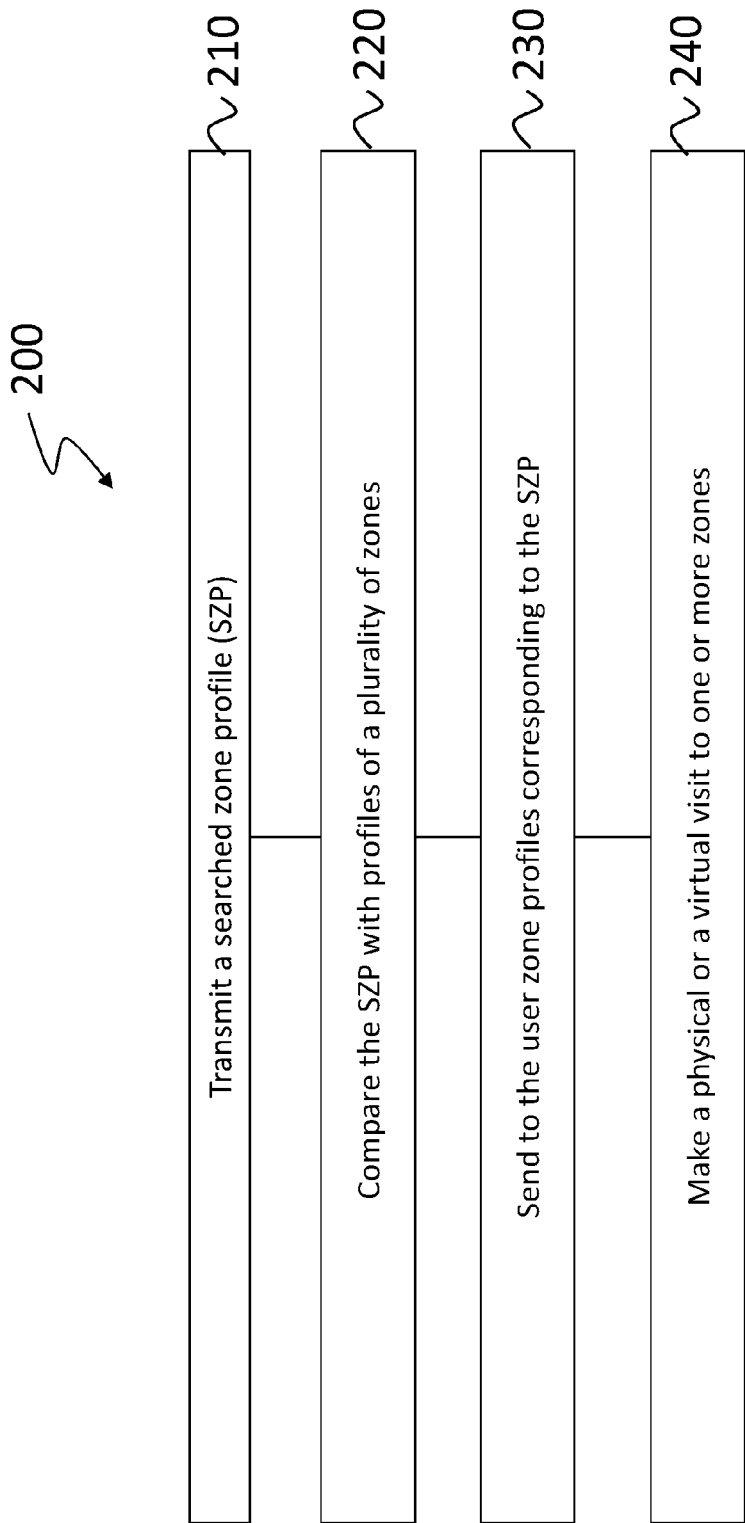 200
Transmit a searched zone profile (SZP)
210
Compare the SZP with profiles of a plurality of zones
220
Send to the user zone profiles corresponding to the SZP
230
Make a physical or a virtual visit to one or more zones
240